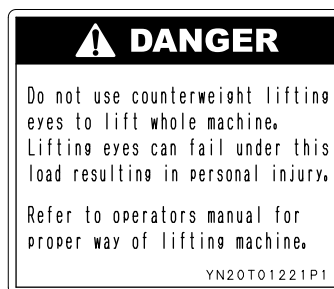 DANGER
Do not use counterweight lifting
eyes to lift whole machine.
Lifting eyes can fail under this
load resulting in personal injury.
Refer to operators manual for
proper way of lifting machine.
YN20T01221P1